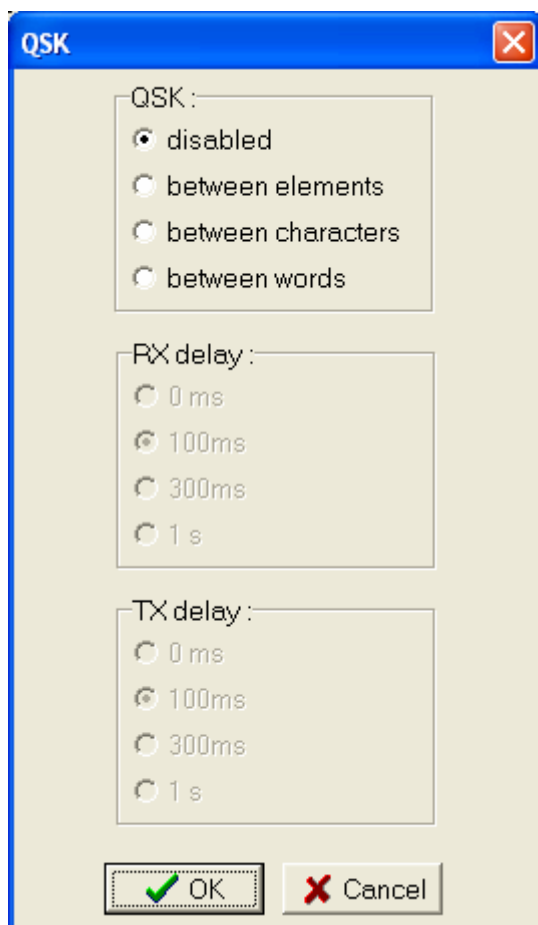 QSK
QSK :
disabled
between elements
between characters
between words
RX delay :
0 ms
100ms
300ms
1 s
TX delay :
0 ms
100ms
300ms
1 s
OK Cancel